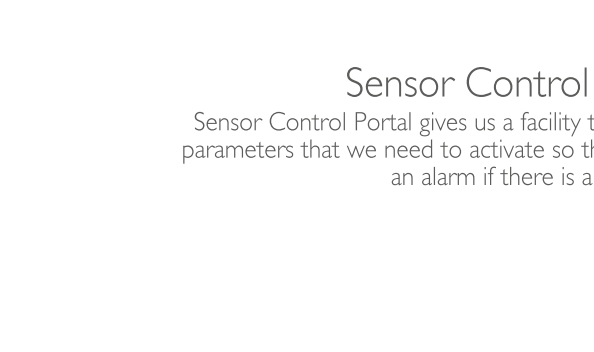 Sensor Control
Sensor Control Portal gives us a facility
parameters that we need to activate so
an alarm if there is a